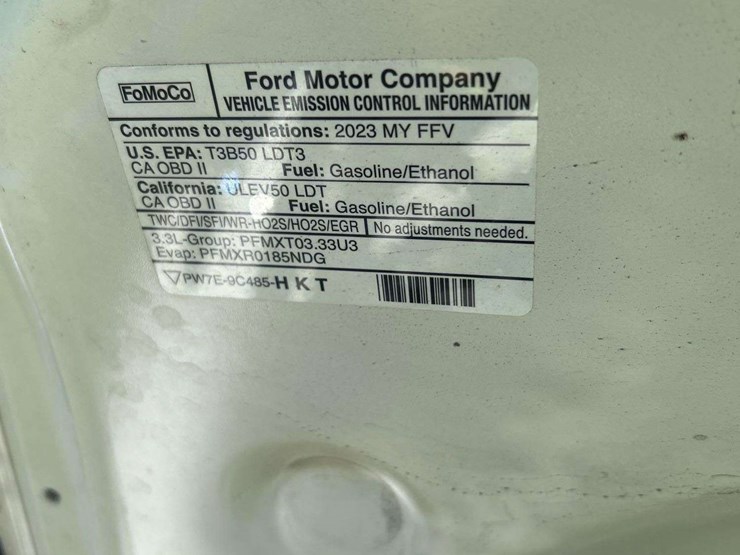 FoMoCo
Ford Motor Company
VEHICLE EMISSION CONTROL INFORMATION
Conforms to regulations: 2023 MY FFV
U.S. EPA: T3B50 LDT3
CA OBD II Fuel: Gasoline/Ethanol
California: ULEV50 LDT
CA OBD II Fuel: Gasoline/Ethanol
TWC/DFI/SFI/WR-HO2S/HO2S/EGR No adjustments needed.
3.3L-Group: PFMXT03.33U3
Evap: PFMXR0185NDG
PW7E-9C485-H K T